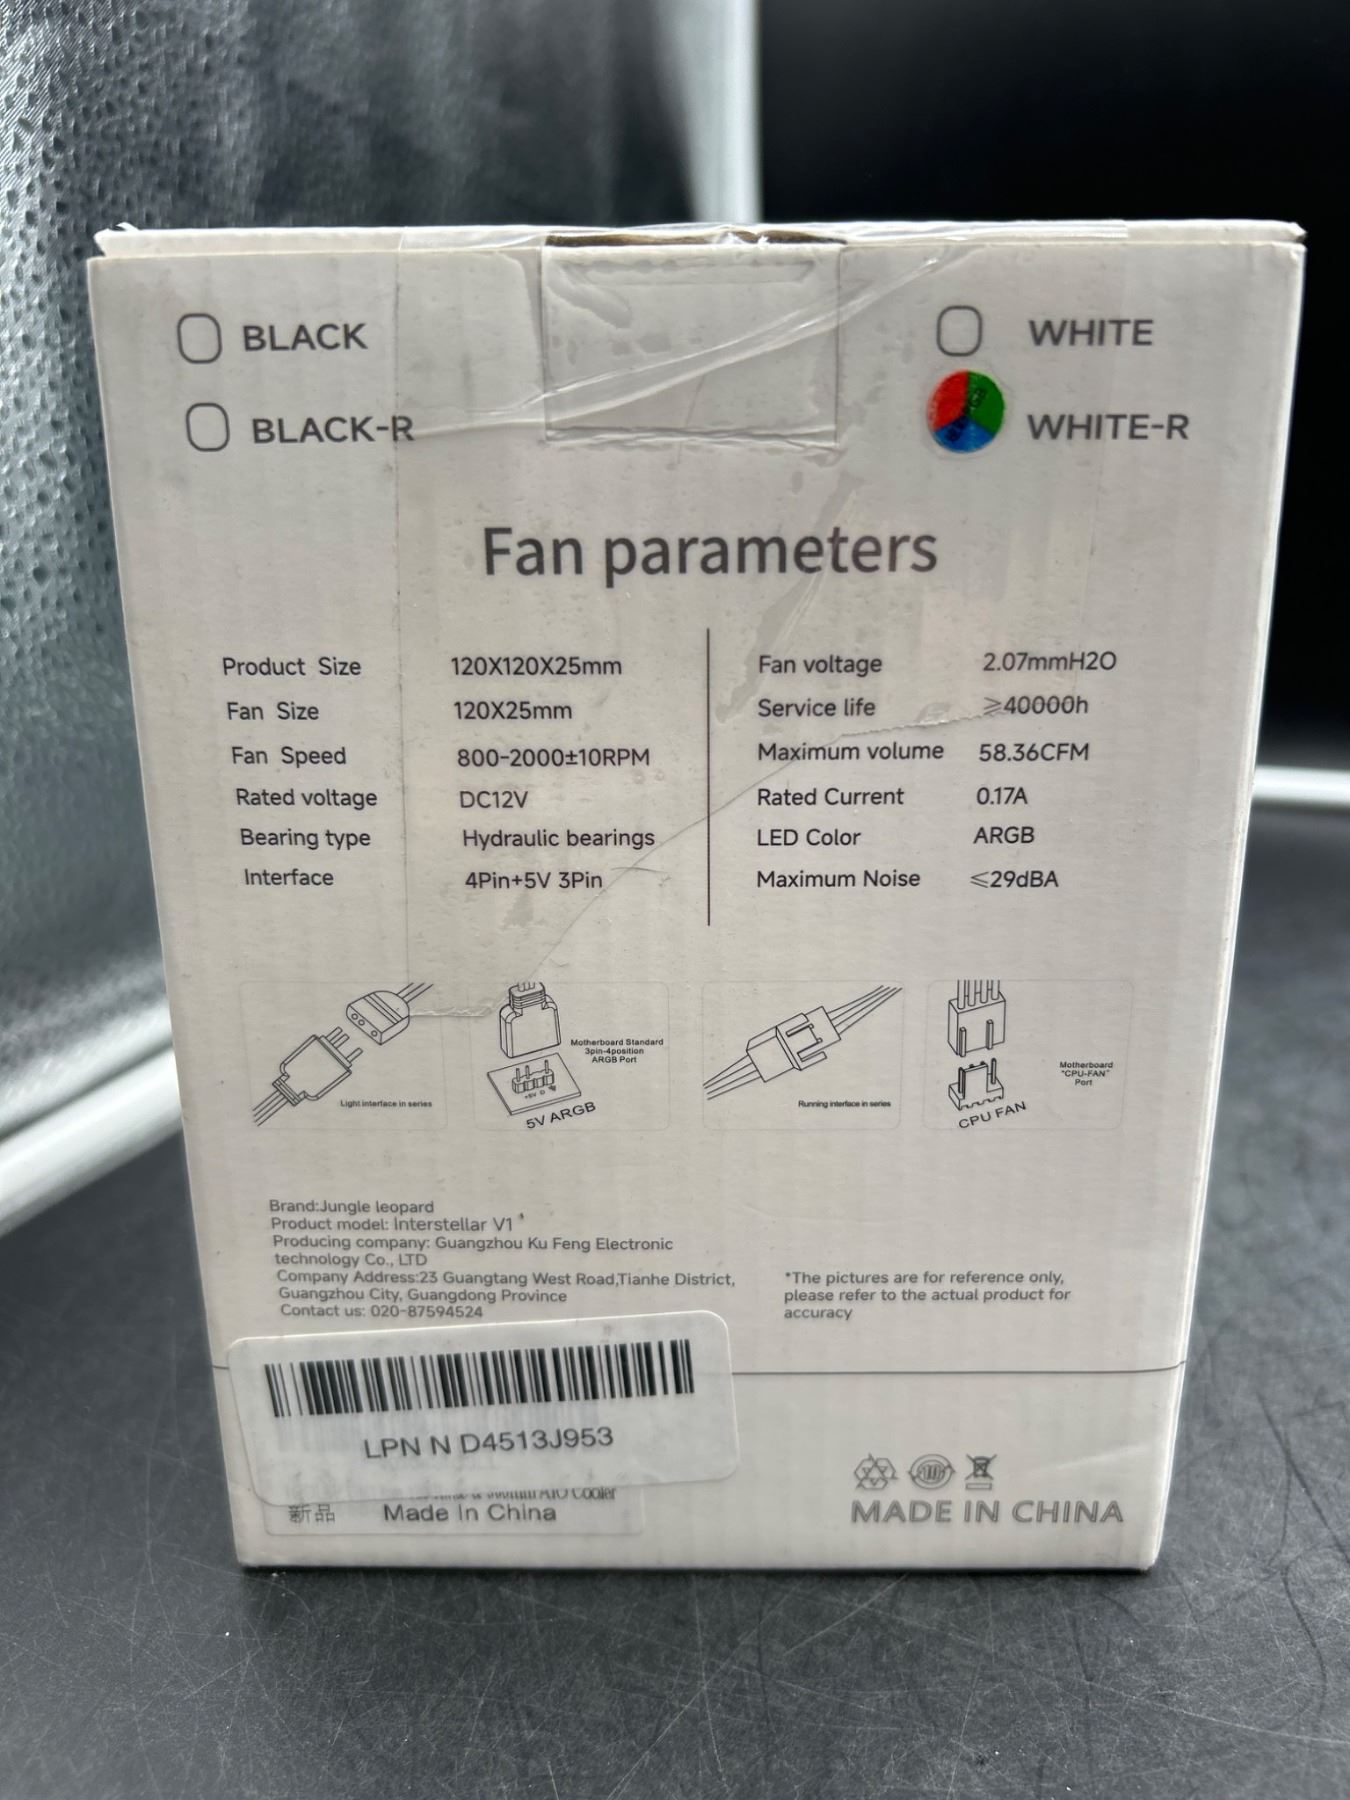 BLACK
WHITE
BLACK-R
WHITE-R
Fan parameters
Product Size 120X120X25mm
Fan Size 120X25mm
Fan Speed 800-2000±10RPM
Rated voltage DC12V
Bearing type Hydraulic bearings
Interface 4Pin+5V 3Pin
Fan voltage 2.07mmH2O
Service life ≥40000h
Maximum volume 58.36CFM
Rated Current 0.17A
LED Color ARGB
Maximum Noise ≤29dBA
Light interface in series
Motherboard Standard
3pin-4position
ARGB Port
+5V D
5V ARGB
Running interface in series
Motherboard
"CPU-FAN"
Port
CPU FAN
Brand:Jungle leopard
Product model: Interstellar V1
Producing company: Guangzhou Ku Feng Electronic
technology Co., LTD
Company Address:23 Guangtang West Road,Tianhe District,
Guangzhou City, Guangdong Province
Contact us: 020-87594524
*The pictures are for reference only,
please refer to the actual product for
accuracy
LPN N D4513J953
AIO Cooler
新品 Made In China
MADE IN CHINA